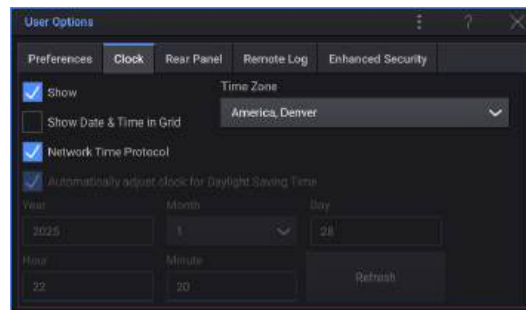 User Options
?
Preferences Clock Rear Panel Remote Log Enhanced Security
Show
Time Zone
Show Date & Time in Grid
America, Denver
Network Time Protocol
Automatically adjust clock for Daylight Saving Time
Year Month Day
2025 1 28
Hour Minute
22 20 Refresh